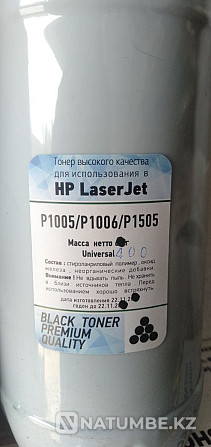 Тонер высокого качества
для использования в
HP LaserJet
P1005/P1006/P1505
Масса нетто
Universal 400
Состав : стиролакриловый полимер, оксид
железа, неорганические добавки.
Внимание ! Не вдыхать пыль. Не хранить
в близи источников тепла . Перед
использованием хорошо встряхнуть
дата изготовления 22.11.
годен до 22.11.2
BLACK TONER
PREMIUM
QUALITY
NATUMBE.KZ